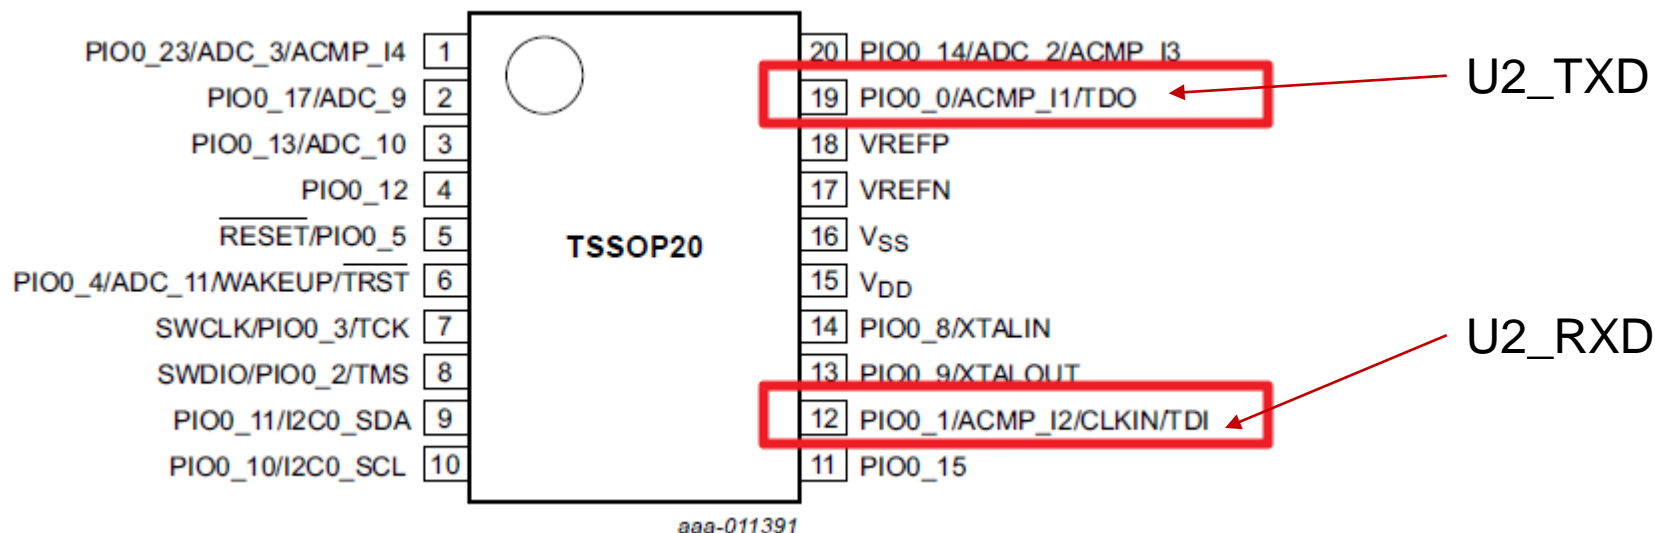 PIO0_23/ADC_3/ACMP_I4 1
PIO0_17/ADC_9 2
PIO0_13/ADC_10 3
PIO0_12 4
RESET/PIO0_5 5
PIO0_4/ADC_11/WAKEUP/TRST 6
SWCLK/PIO0_3/TCK 7
SWDIO/PIO0_2/TMS 8
PIO0_11/I2C0_SDA 9
PIO0_10/I2C0_SCL 10
TSSOP20
20 PIO0_14/ADC_2/ACMP_I3
19 PIO0_0/ACMP_I1/TDO
18 VREFP
17 VREFN
16 VSS
15 VDD
14 PIO0_8/XTALIN
13 PIO0_9/XTALOUT
12 PIO0_1/ACMP_I2/CLKIN/TDI
11 PIO0_15
U2_TXD
U2_RXD
aaa-011391